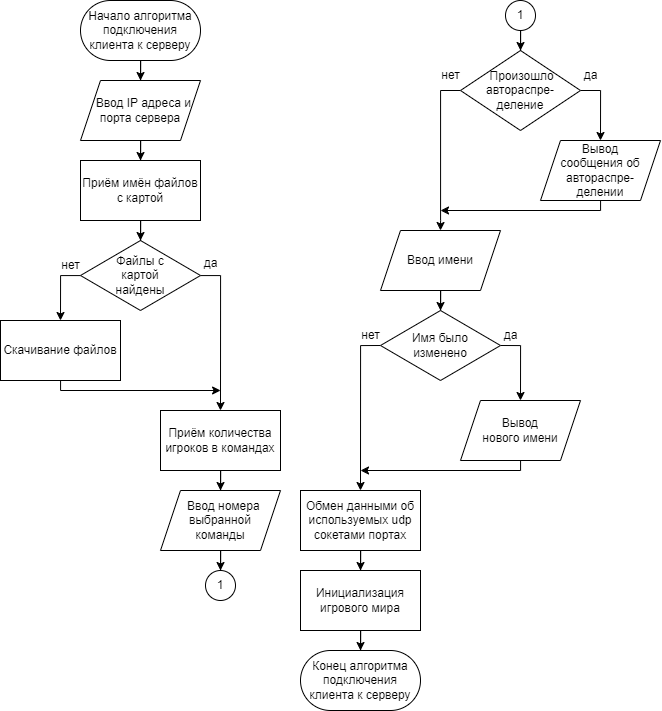 Начало алгоритма
подключения
клиента к серверу
Ввод IP адреса и
порта сервера
Приём имён файлов
с картой
Файлы с
картой
найдены
нет
да
Скачивание файлов
Приём количества
игроков в командах
Ввод номера
выбранной
команды
1
1
Произошло
автораспре-
деление
нет
да
Вывод
сообщения об
автораспре-
делении
Ввод имени
Имя было
изменено
нет
да
Вывод
нового имени
Обмен данными об
используемых udp
сокетами портах
Инициализация
игрового мира
Конец алгоритма
подключения
клиента к серверу